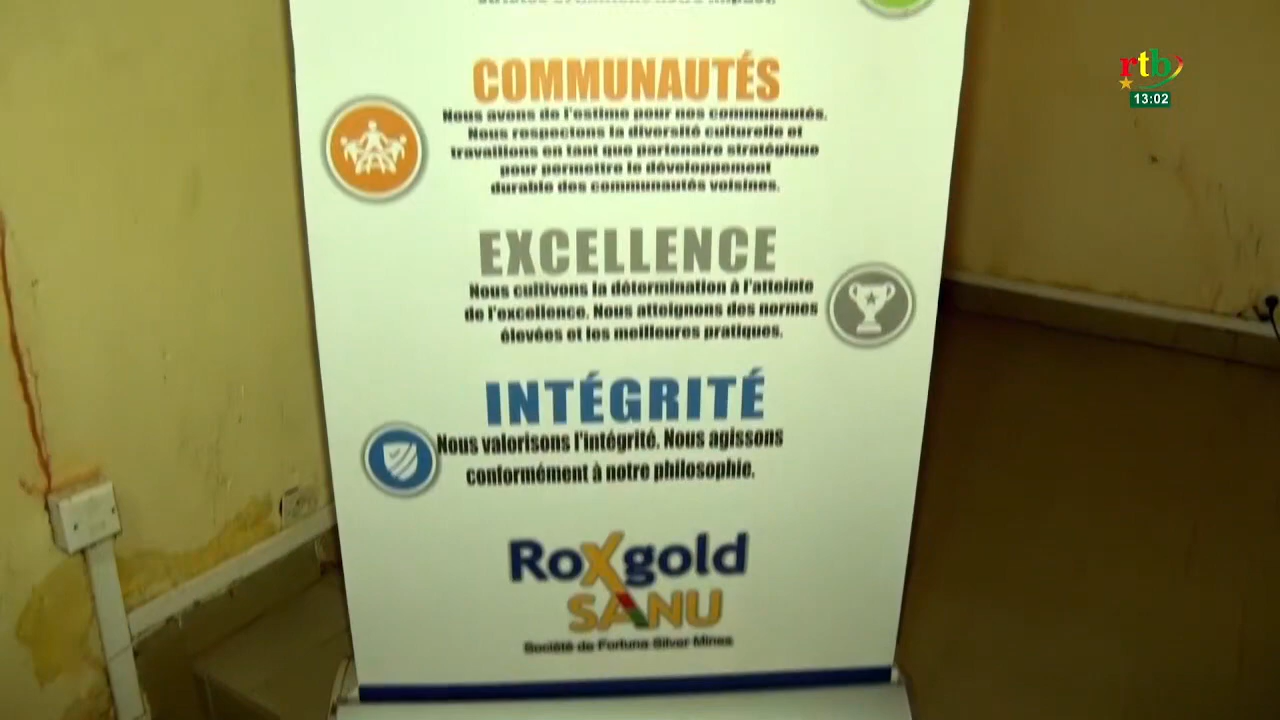 COMMUNAUTÉS
Nous avons de l'estime pour nos communautés.
Nous respectons la diversité culturelle et
travaillons en tant que partenaire stratégique
pour permettre le développement
durable des communautés voisines.
EXCELLENCE
Nous cultivons la détermination à l'atteinte
de l'excellence. Nous atteignons des normes
élevées et les meilleures pratiques.
INTÉGRITÉ
Nous valorisons l'intégrité. Nous agissons
conformément à notre philosophie.
Roxgold
SANU
Société de Fortuna Silver Mines
rtb
13:02